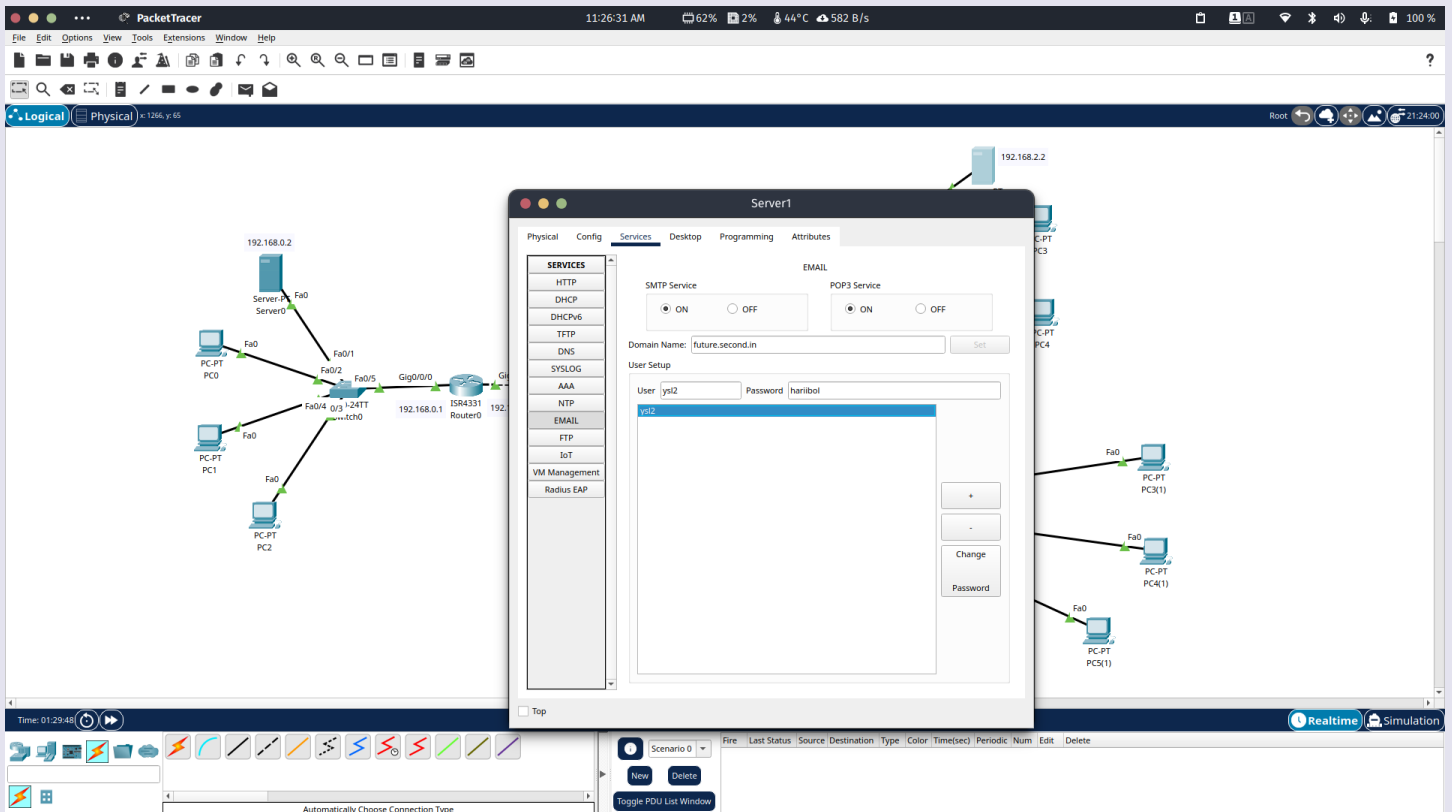 PacketTracer
11:26:31 AM 62% 2% 44°C 582 B/s
1 A 100 %
File Edit Options View Tools Extensions Window Help
?
Logical Physical x: 1266, y: 65
Root 21:24:00
192.168.2.2
Server1
Physical Config Services Desktop Programming Attributes
SERVICES
HTTP
DHCP
DHCPv6
TFTP
DNS
SYSLOG
AAA
NTP
EMAIL
FTP
IoT
VM Management
Radius EAP
EMAIL
SMTP Service POP3 Service
ON OFF ON OFF
Domain Name: future.second.in Set
User Setup
User ysl2 Password hariibol
ysl2
+
-
Change
Password
Top
192.168.0.2
Server-P
Server0
Fa0
Fa0
PC-PT
PC0
Fa0/1
Fa0/2
Fa0/5
Gig0/0/0
Fa0/4
0/3
-24TT
tch0
192.168.0.1
ISR4331
Router0
192.
Fa0
PC-PT
PC1
Fa0
PC-PT
PC2
C-PT
C3
C-PT
PC4
Fa0
PC-PT
PC3(1)
Fa0
PC-PT
PC4(1)
Fa0
PC-PT
PC5(1)
Time: 01:29:48
Realtime Simulation
Scenario 0
New Delete
Toggle PDU List Window
Fire Last Status Source Destination Type Color Time(sec) Periodic Num Edit Delete
Automatically Choose Connection Type